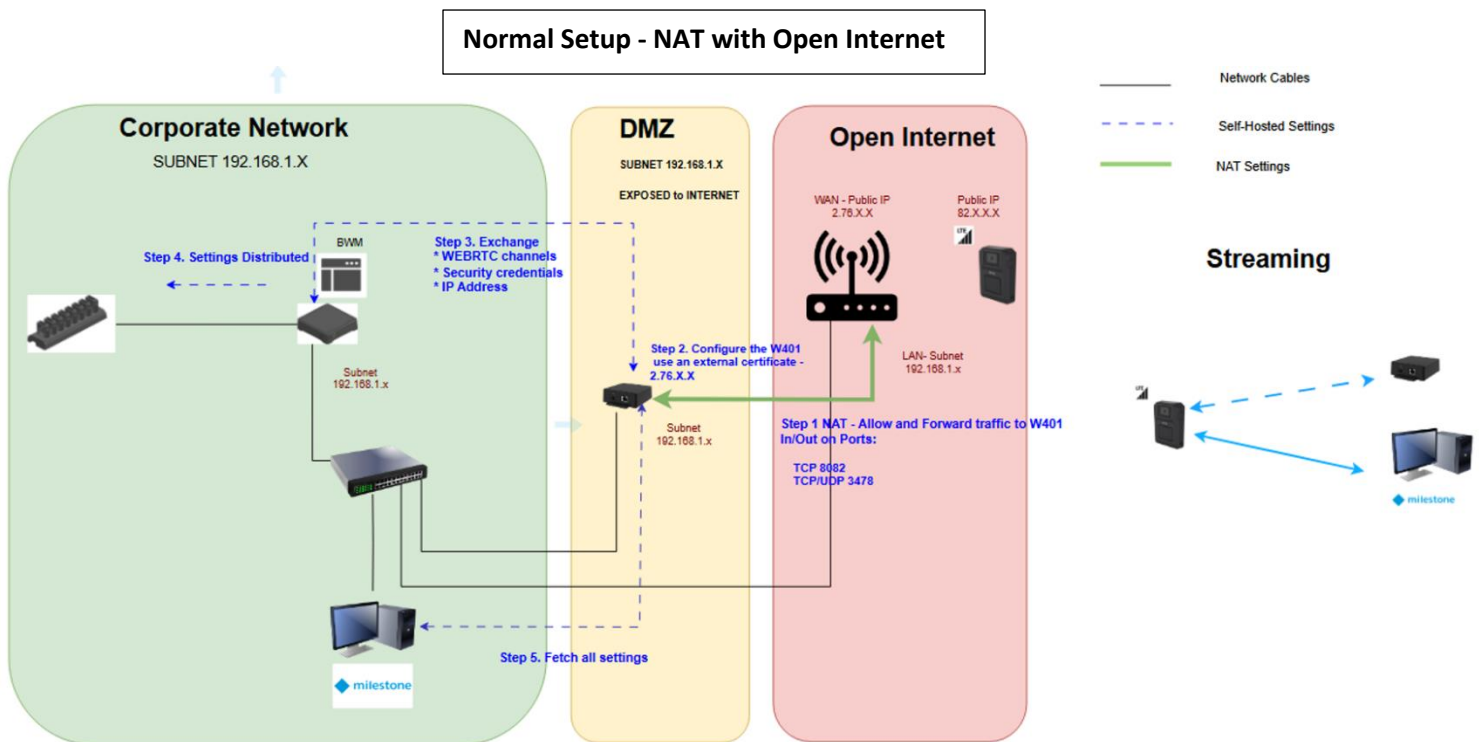 Normal Setup - NAT with Open Internet
Corporate Network
SUBNET 192.168.1.X
BWM
Step 4. Settings Distributed
Step 3. Exchange
* WEBRTC channels
* Security credentials
* IP Address
Subnet
192.168.1.x
milestone
DMZ
SUBNET 192.168.1.X
EXPOSED to INTERNET
Step 2. Configure the W401
use an external certificate -
2.76.X.X
Subnet
192.168.1.x
Step 5. Fetch all settings
Open Internet
WAN - Public IP
2.76.X.X
Public IP
82.X.X.X
LTE
LAN- Subnet
192.168.1.x
Step 1 NAT - Allow and Forward traffic to W401
In/Out on Ports:
TCP 8082
TCP/UDP 3478
Network Cables
Self-Hosted Settings
NAT Settings
Streaming
LTE
milestone